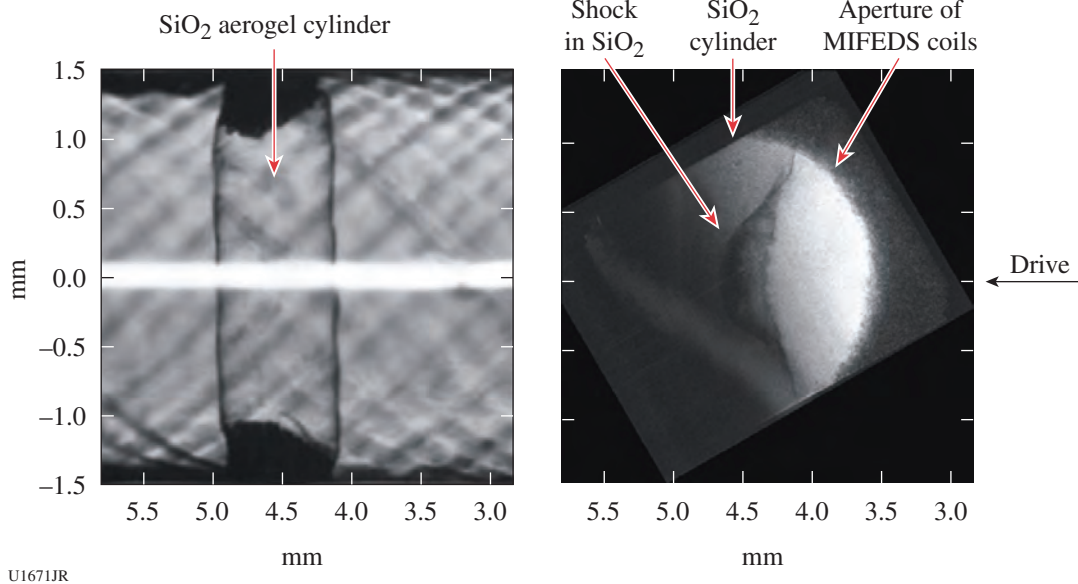 SiO2 aerogel cylinder
Shock
in SiO2
SiO2
cylinder
Aperture of
MIFEDS coils
1.5
1.0
0.5
0.0
–0.5
–1.0
–1.5
mm
5.5 5.0 4.5 4.0 3.5 3.0
mm
5.5 5.0 4.5 4.0 3.5 3.0
mm
Drive
U1671JR